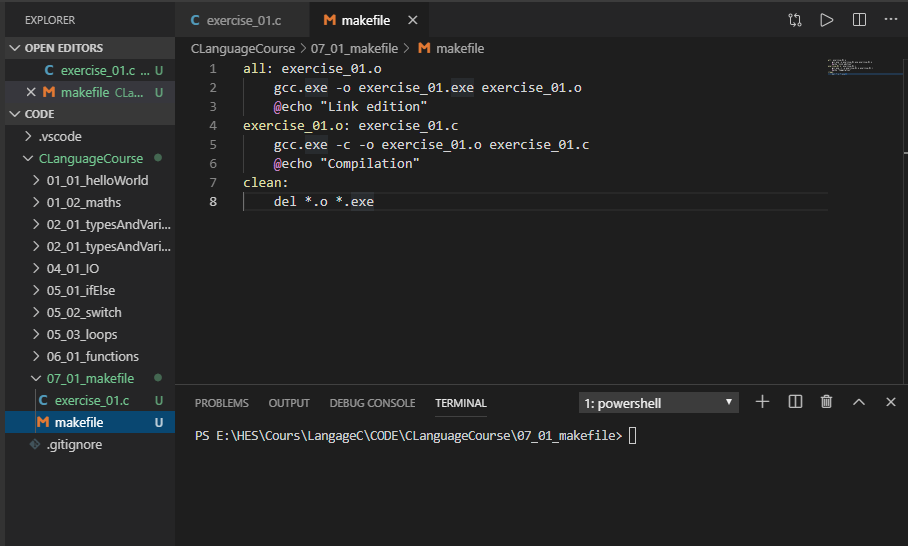 EXPLORER
OPEN EDITORS
C exercise_01.c ... U
M makefile CLa... U
CODE
.vscode
CLanguageCourse
01_01_helloWorld
01_02_maths
02_01_typesAndVari...
02_01_typesAndVari...
04_01_IO
05_01_ifElse
05_02_switch
05_03_loops
06_01_functions
07_01_makefile
C exercise_01.c U
M makefile U
.gitignore
C exercise_01.c M makefile
CLanguageCourse > 07_01_makefile > M makefile
1 all: exercise_01.o
2 gcc.exe -o exercise_01.exe exercise_01.o
3 @echo "Link edition"
4 exercise_01.o: exercise_01.c
5 gcc.exe -c -o exercise_01.o exercise_01.c
6 @echo "Compilation"
7 clean:
8 del *.o *.exe
PROBLEMS OUTPUT DEBUG CONSOLE TERMINAL 1: powershell
PS E:\HES\Cours\LangageC\CODE\CLanguageCourse\07_01_makefile>